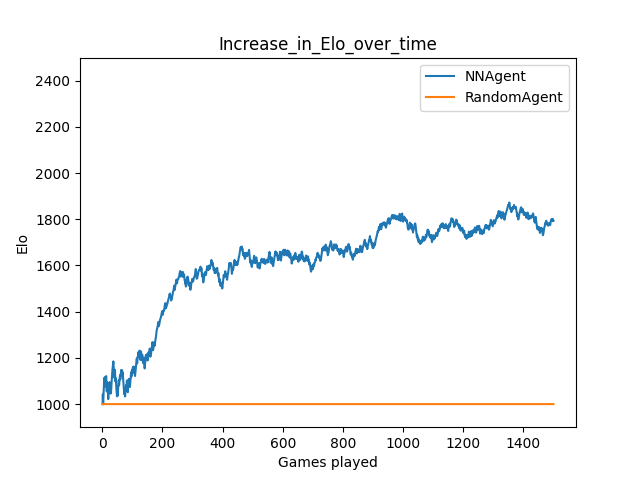 Increase_in_Elo_over_time
NNAgent
RandomAgent
2400
2200
2000
1800
1600
1400
1200
1000
Elo
0 200 400 600 800 1000 1200 1400
Games played